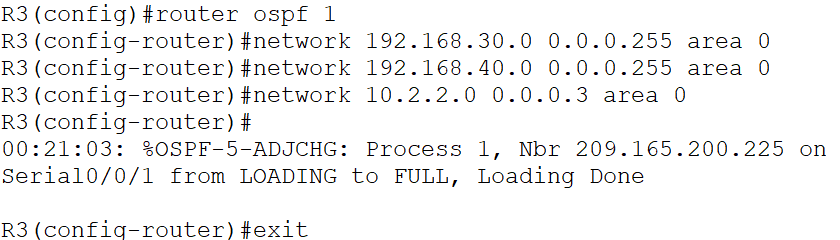 R3(config)#router ospf 1
R3(config-router)#network 192.168.30.0 0.0.0.255 area 0
R3(config-router)#network 192.168.40.0 0.0.0.255 area 0
R3(config-router)#network 10.2.2.0 0.0.0.3 area 0
R3(config-router)#
00:21:03: %OSPF-5-ADJCHG: Process 1, Nbr 209.165.200.225 on
Serial0/0/1 from LOADING to FULL, Loading Done
R3(config-router)#exit